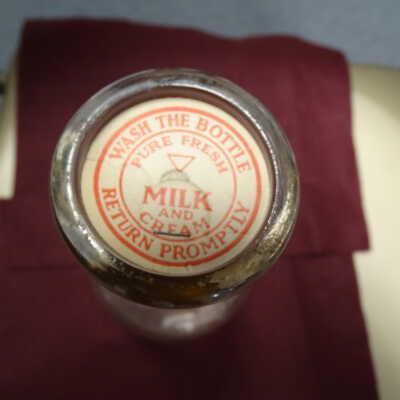 WASH THE BOTTLE
PURE FRESH
MILK
AND
CREAM
RETURN PROMPTLY